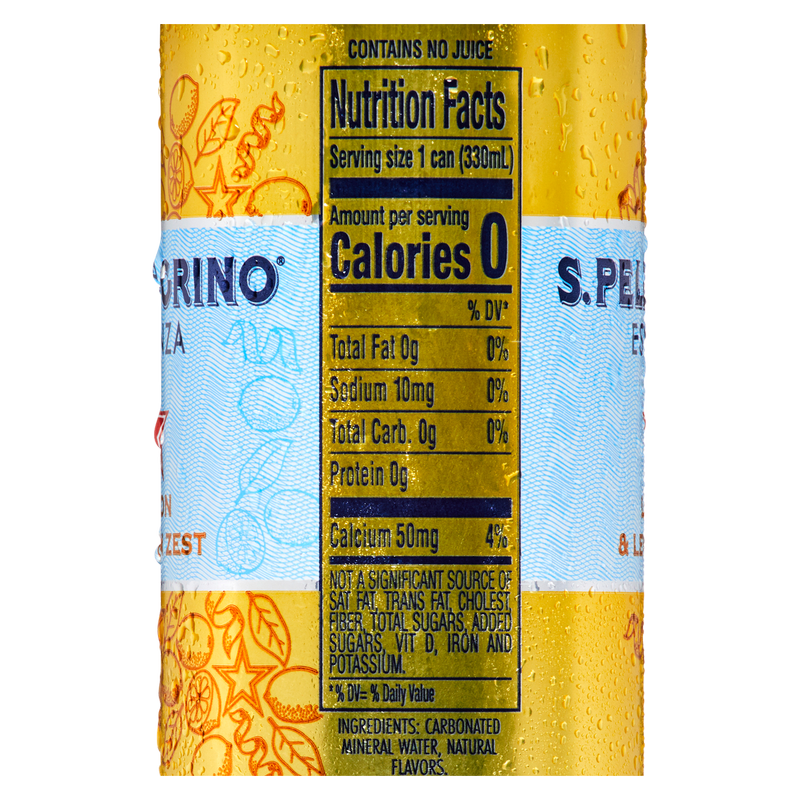 CONTAINS NO JUICE
Nutrition Facts
Serving size 1 can (330mL)
Amount per serving
Calories 0
% DV*
Total Fat 0g 0%
Sodium 10mg 0%
Total Carb. 0g 0%
Protein 0g
Calcium 50mg 4%
NOT A SIGNIFICANT SOURCE OF
SAT FAT, TRANS FAT, CHOLEST,
FIBER, TOTAL SUGARS, ADDED
SUGARS, VIT D, IRON AND
POTASSIUM.
*% DV= % Daily Value
INGREDIENTS: CARBONATED
MINERAL WATER, NATURAL
FLAVORS.
GRINO®
ZA
ON
ZEST
S.PEL
ES
& LE